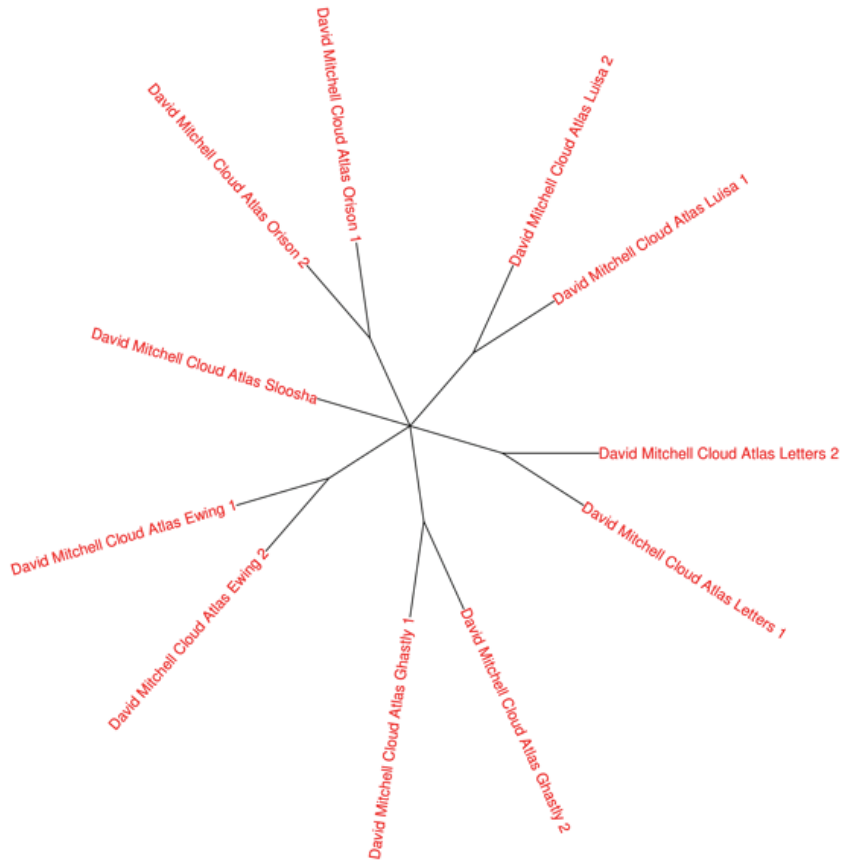 David Mitchell Cloud Atlas Orison 1
David Mitchell Cloud Atlas Luisa 2
David Mitchell Cloud Atlas Orison 2
David Mitchell Cloud Atlas Luisa 1
David Mitchell Cloud Atlas Sloosha
David Mitchell Cloud Atlas Letters 2
David Mitchell Cloud Atlas Ewing 1
David Mitchell Cloud Atlas Letters 1
David Mitchell Cloud Atlas Ewing 2
David Mitchell Cloud Atlas Ghastly 1
David Mitchell Cloud Atlas Ghastly 2